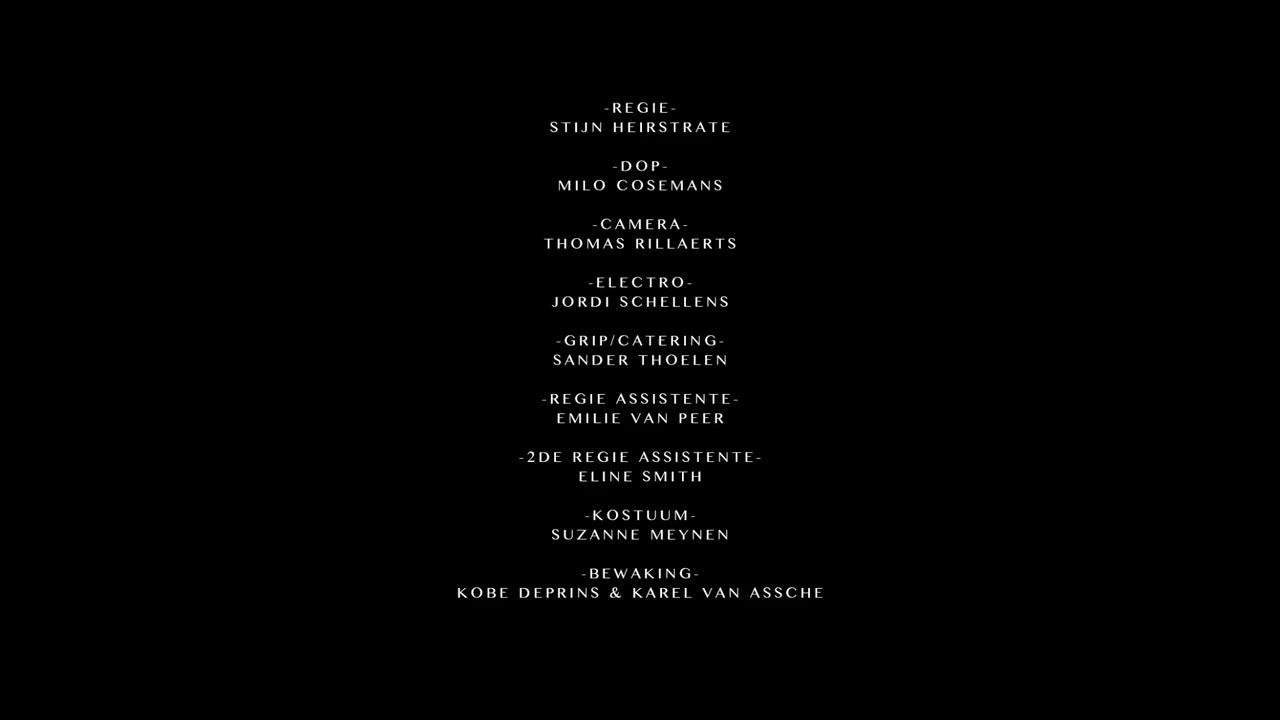 -REGIE-
STIJN HEIRSTRATE
-DOP-
MILO COSEMANS
-CAMERA-
THOMAS RILLAERTS
-ELECTRO-
JORDI SCHELLENS
-GRIP/CATERING-
SANDER THOELEN
-REGIE ASSISTENTE-
EMILIE VAN PEER
-2DE REGIE ASSISTENTE-
ELINE SMITH
-KOSTUUM-
SUZANNE MEYNEN
-BEWAKING-
KOBE DEPRINS & KAREL VAN ASSCHE